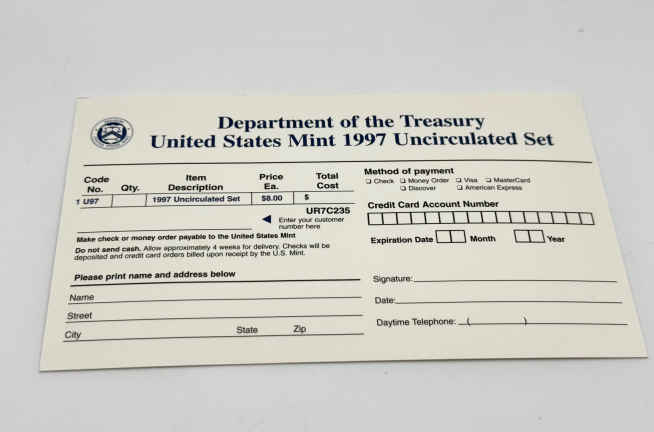 Department of the Treasury
United States Mint 1997 Uncirculated Set
Code No. Qty. Item Description Price Ea. Total Cost
1 U97 1997 Uncirculated Set $8.00 $
UR7C235
Enter your customer
number here
Make check or money order payable to the United States Mint
Do not send cash. Allow approximately 4 weeks for delivery. Checks will be
deposited and credit card orders billed upon receipt by the U.S. Mint.
Please print name and address below
Name
Street
City State Zip
Method of payment
Check Money Order Visa MasterCard
Discover American Express
Credit Card Account Number
Expiration Date Month Year
Signature:
Date:
Daytime Telephone: ( )